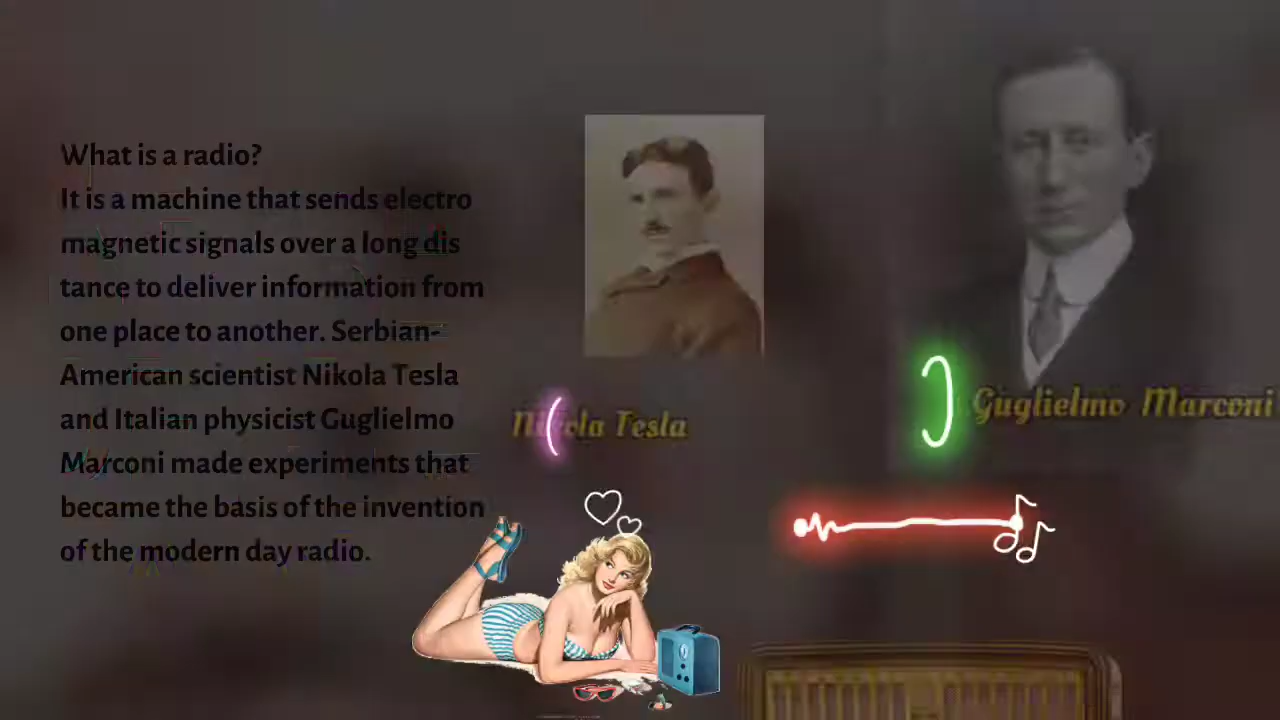 What is a radio?
It is a machine that sends electro
magnetic signals over a long dis
tance to deliver information from
one place to another. Serbian-
American scientist Nikola Tesla
and Italian physicist Guglielmo
Marconi made experiments that
became the basis of the invention
of the modern day radio.
Nikola Tesla
Guglielmo Marconi